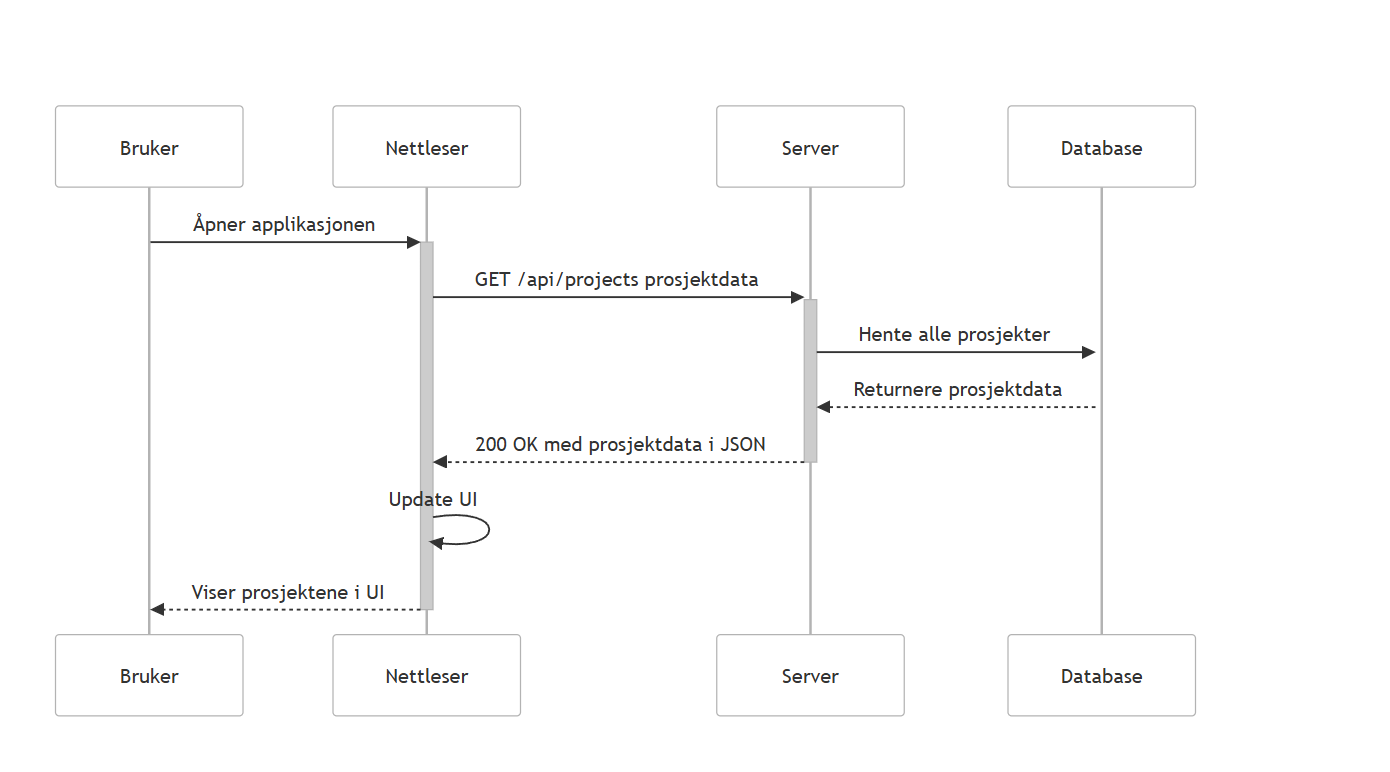 Bruker
Nettleser
Server
Database
Åpner applikasjonen
GET /api/projects prosjektdata
Hente alle prosjekter
Returnere prosjektdata
200 OK med prosjektdata i JSON
Update UI
Viser prosjektene i UI
Bruker
Nettleser
Server
Database